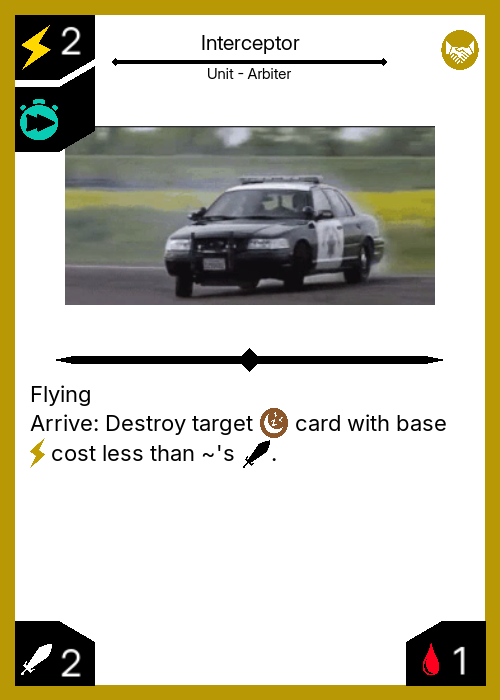 2
Interceptor
Unit - Arbiter
Flying
Arrive: Destroy target card with base
cost less than ~'s .
2
1